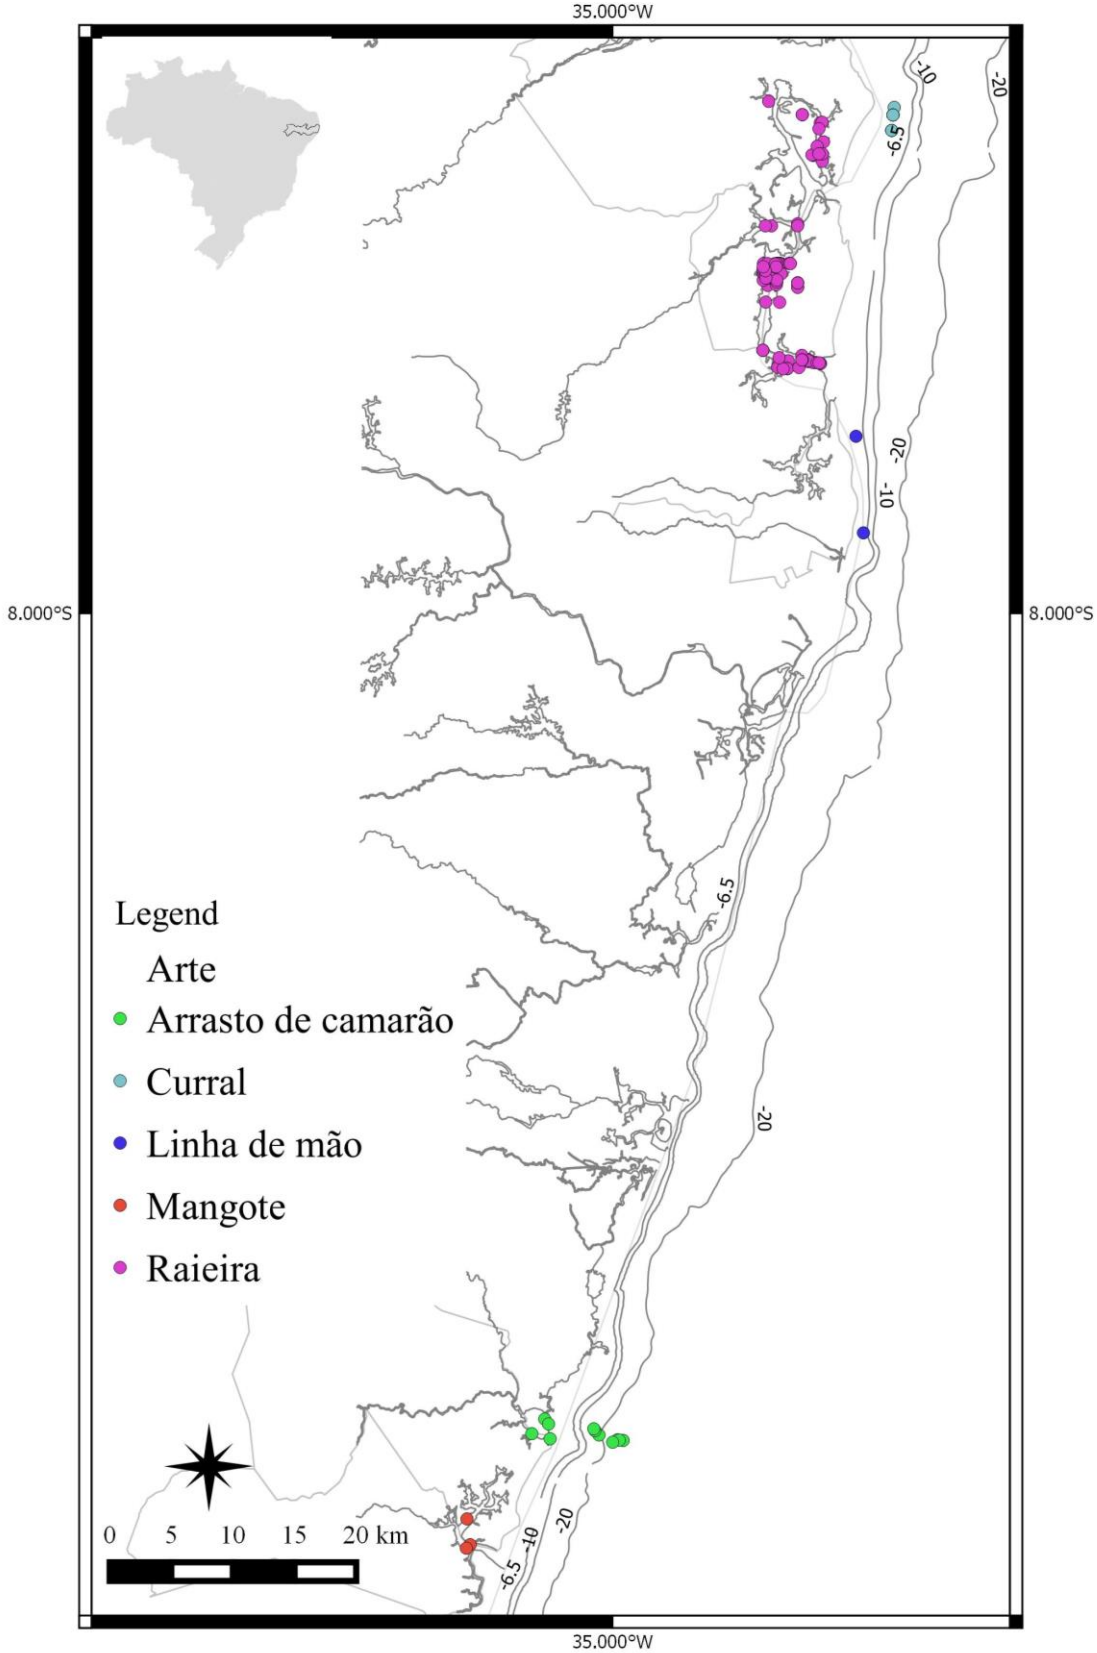 35.000°W
-10
-20
-9.5
-20
-10
8.000°S
8.000°S
-6.5
Legend
Arte
Arrasto de camarão
Curral
Linha de mão
Mangote
Raieira
-20
0 5 10 15 20 km
-20
-10
-6.5
35.000°W